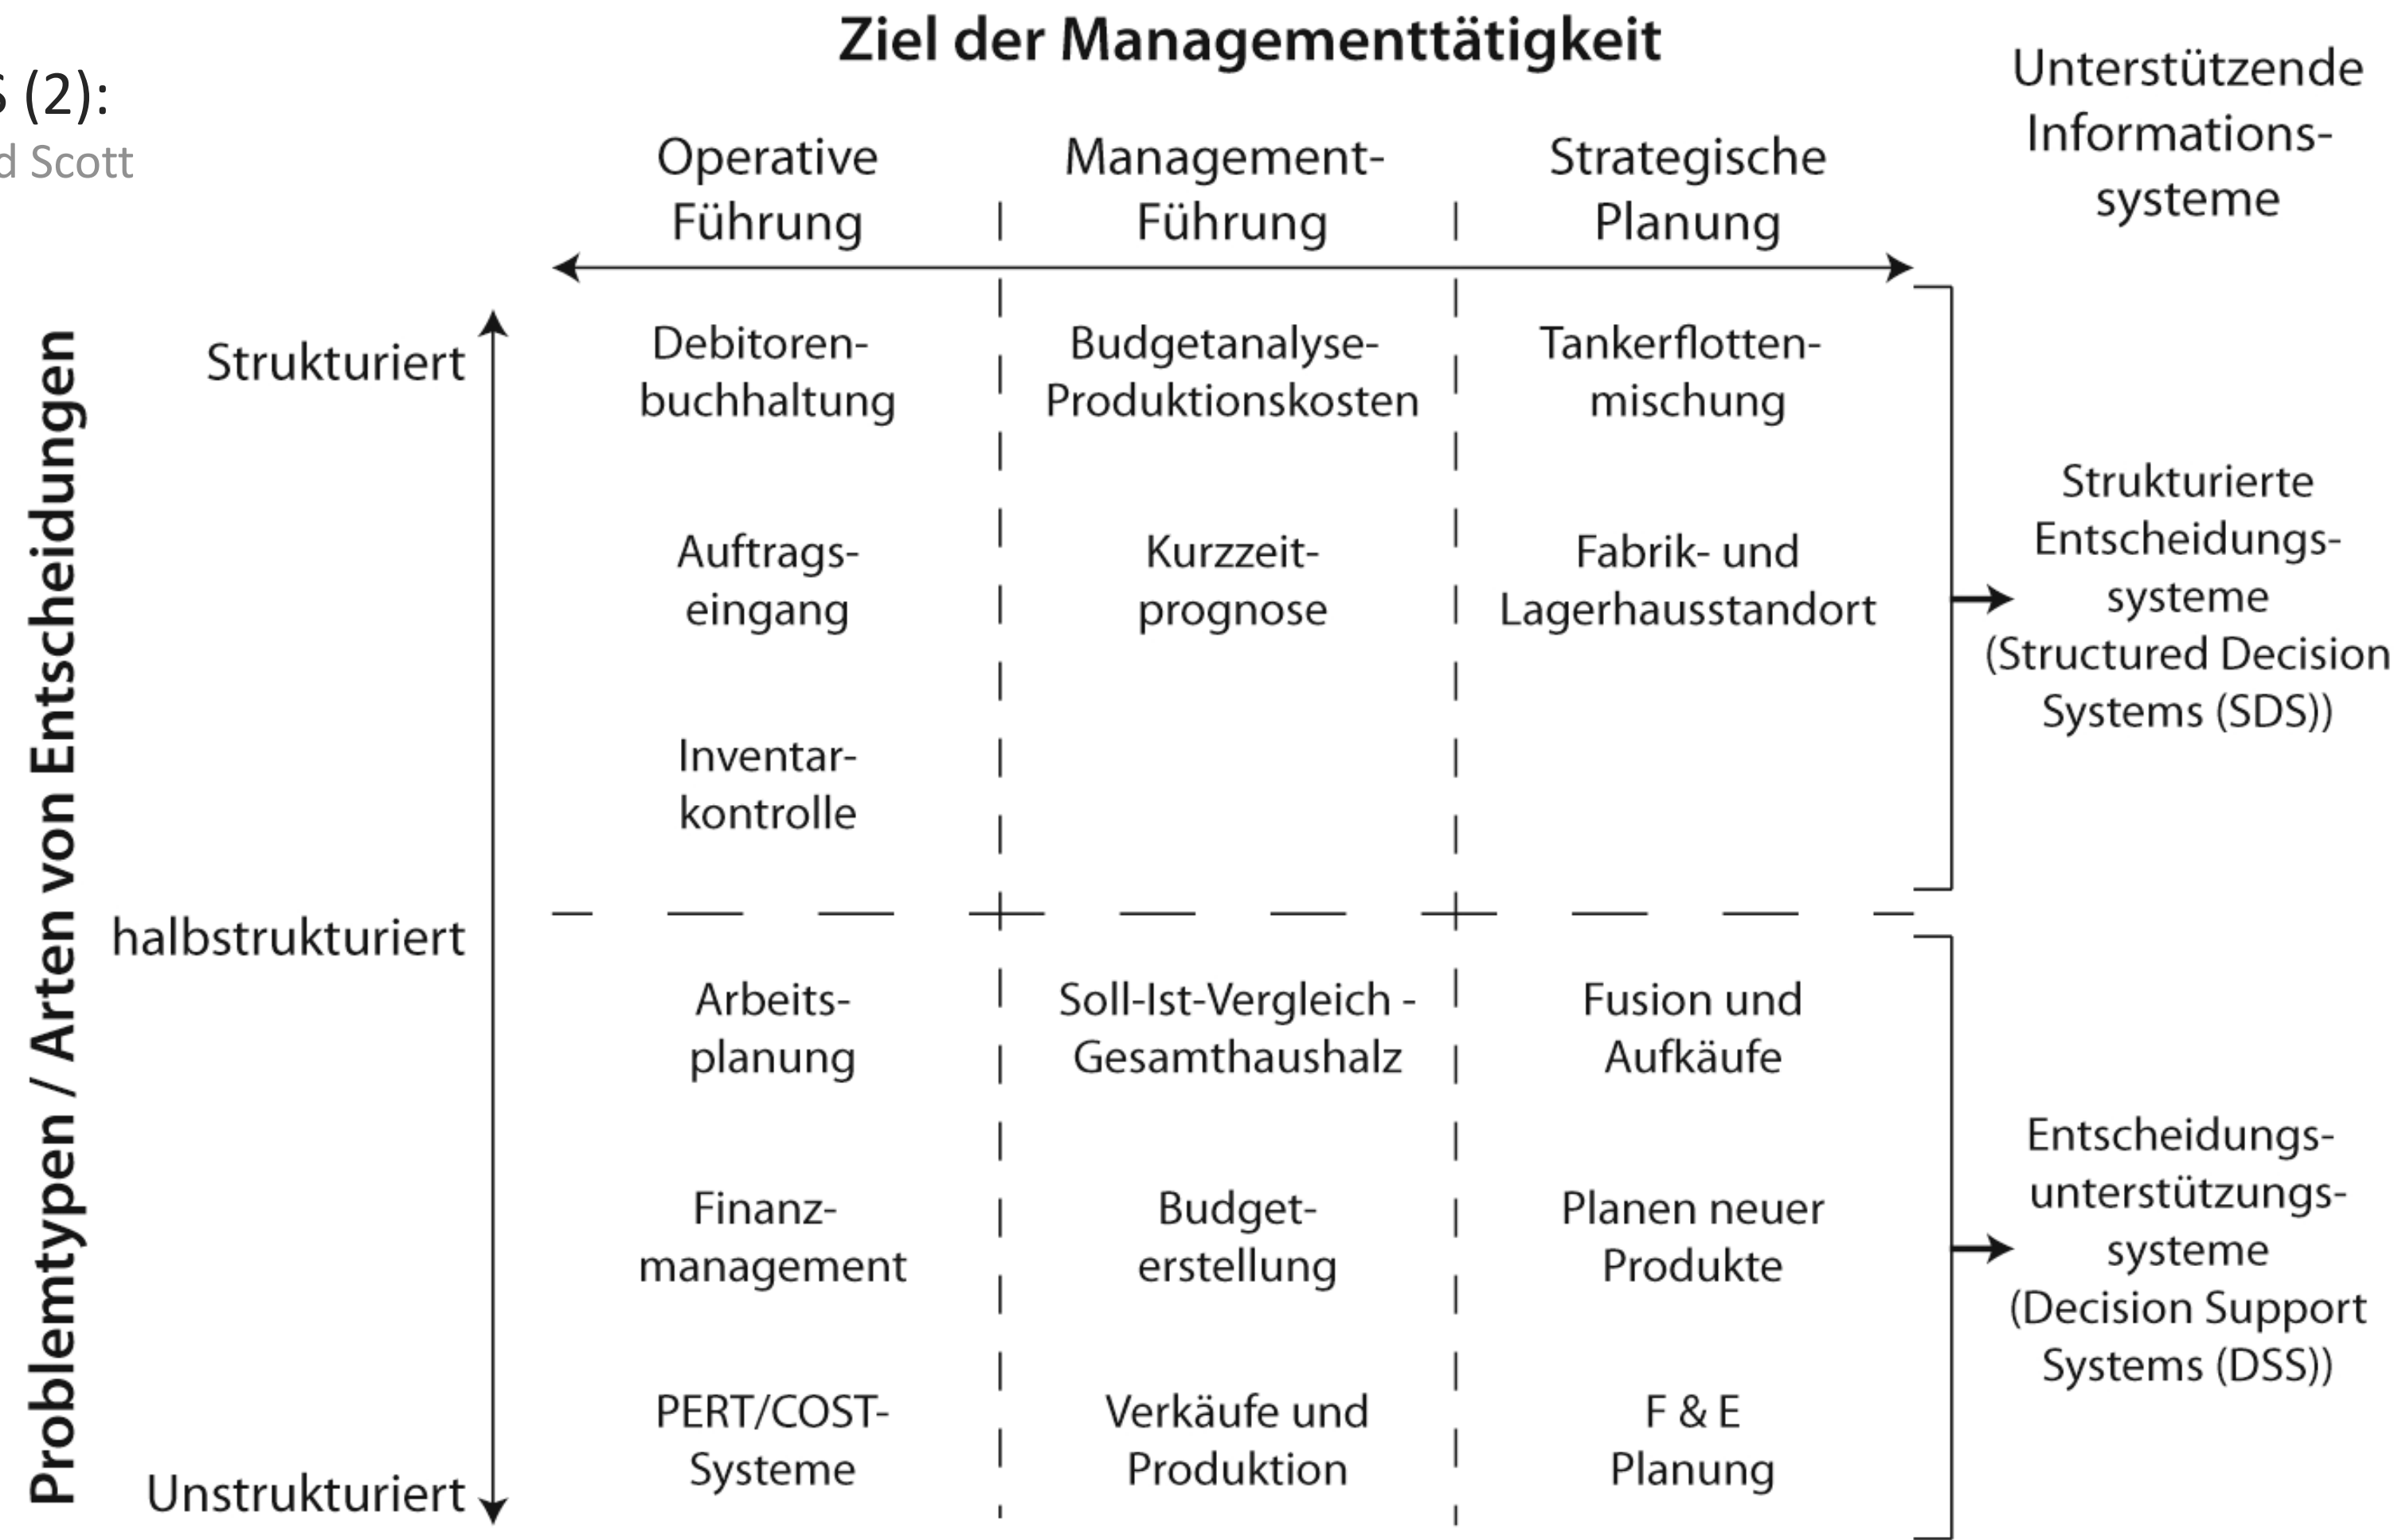 Ziel der Managementtätigkeit
S (2):
d Scott
Operative
Führung
Management-
Führung
Strategische
Planung
Unterstützende
Informations-
systeme
Problemtypen / Arten von Entscheidungen
Strukturiert
Debitoren-
buchhaltung
Budgetanalyse-
Produktionskosten
Tankerflotten-
mischung
Auftrags-
eingang
Kurzzeit-
prognose
Fabrik- und
Lagerhausstandort
Inventar-
kontrolle
Strukturierte
Entscheidungs-
systeme
(Structured Decision
Systems (SDS))
halbstrukturiert
Arbeits-
planung
Soll-Ist-Vergleich -
Gesamthaushalz
Fusion und
Aufkäufe
Finanz-
management
Budget-
erstellung
Planen neuer
Produkte
PERT/COST-
Systeme
Verkäufe und
Produktion
F & E
Planung
Entscheidungs-
unterstützungs-
systeme
(Decision Support
Systems (DSS))
Unstrukturiert